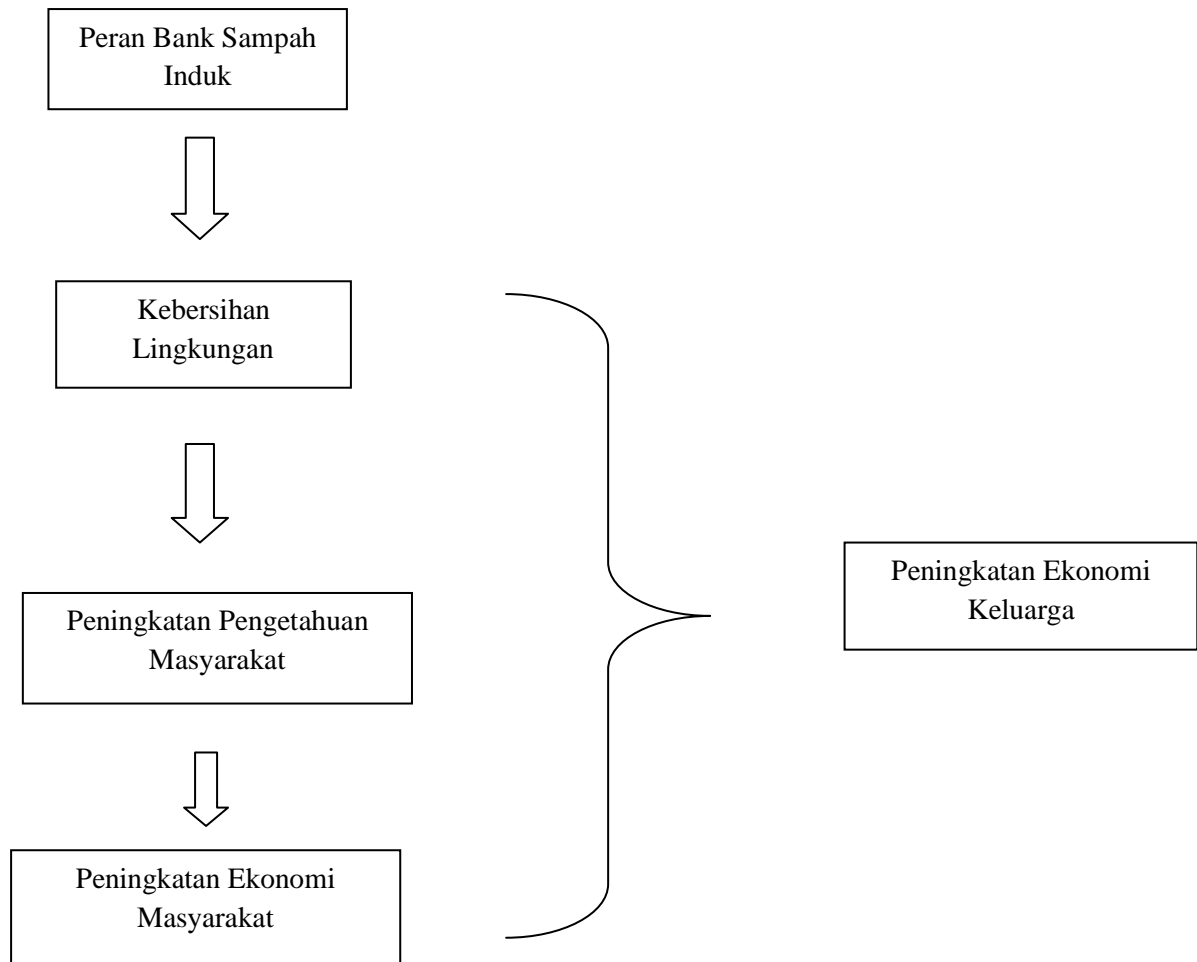 Peran Bank Sampah
Induk
Kebersihan
Lingkungan
Peningkatan Pengetahuan
Masyarakat
Peningkatan Ekonomi
Masyarakat
Peningkatan Ekonomi
Keluarga